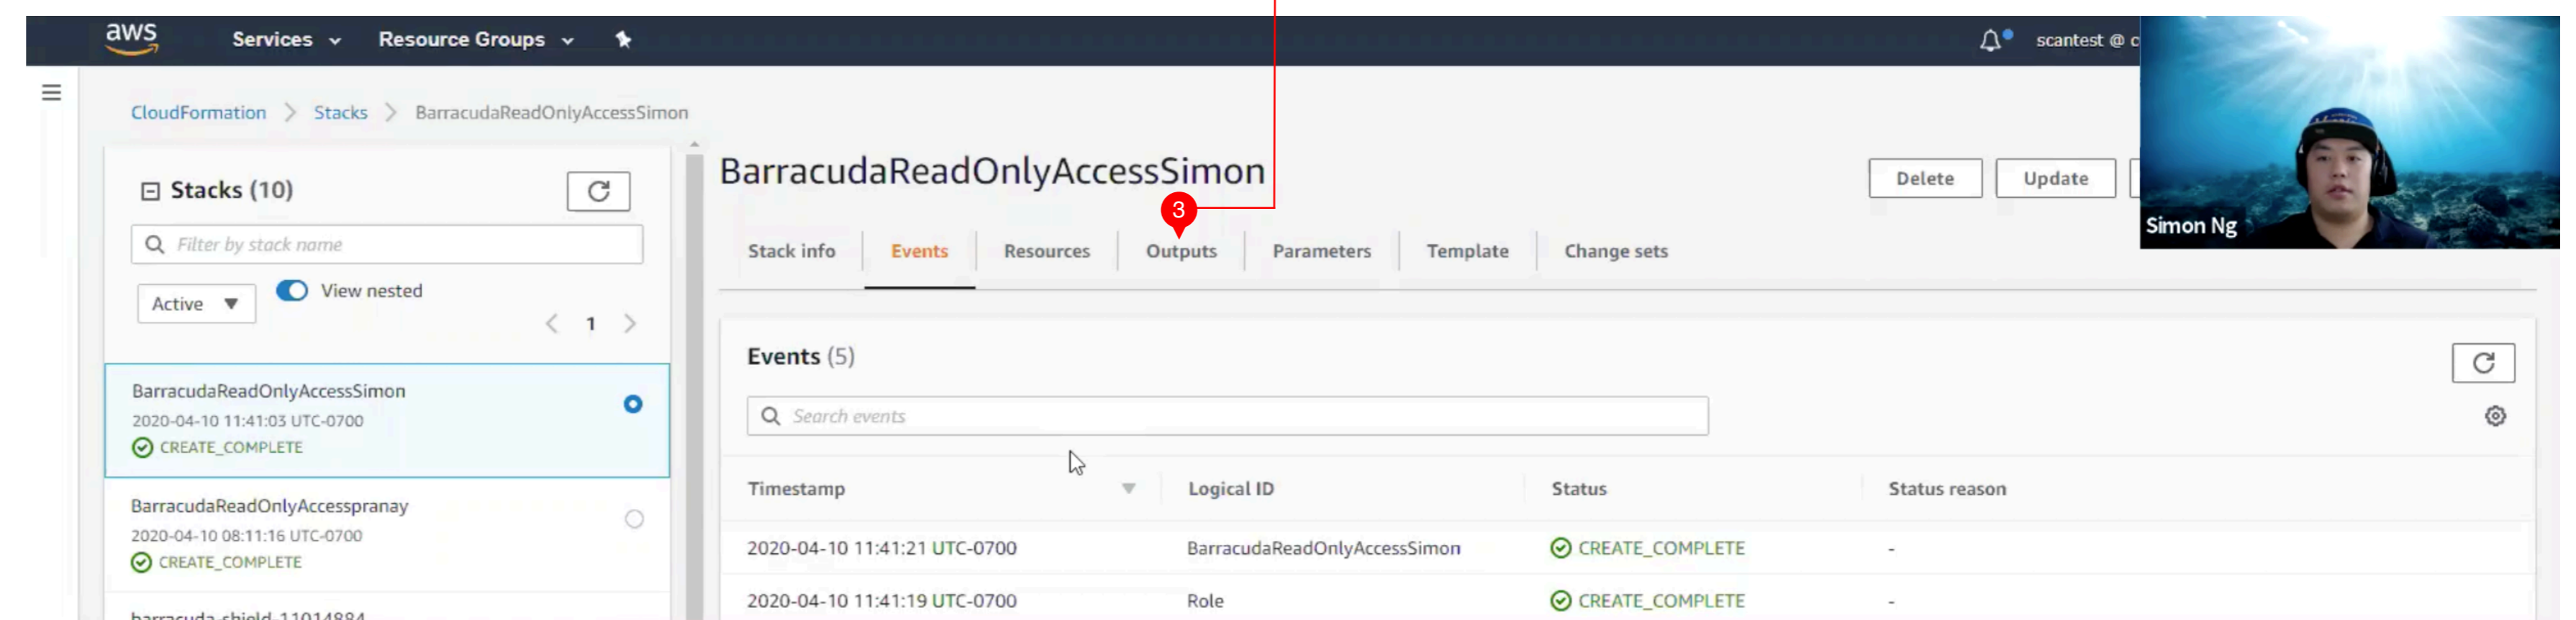 aws Services Resource Groups scantest @ c
CloudFormation > Stacks > BarracudaReadOnlyAccessSimon
Stacks (10)
Filter by stack name
Active View nested
< 1 >
BarracudaReadOnlyAccessSimon
2020-04-10 11:41:03 UTC-0700
CREATE_COMPLETE
BarracudaReadOnlyAccesspranay
2020-04-10 08:11:16 UTC-0700
CREATE_COMPLETE
barracuda-shield-11014884
BarracudaReadOnlyAccessSimon
Delete Update
Simon Ng
3
Stack info Events Resources Outputs Parameters Template Change sets
Events (5)
Search events
Timestamp Logical ID Status Status reason
2020-04-10 11:41:21 UTC-0700 BarracudaReadOnlyAccessSimon CREATE_COMPLETE -
2020-04-10 11:41:19 UTC-0700 Role CREATE_COMPLETE -